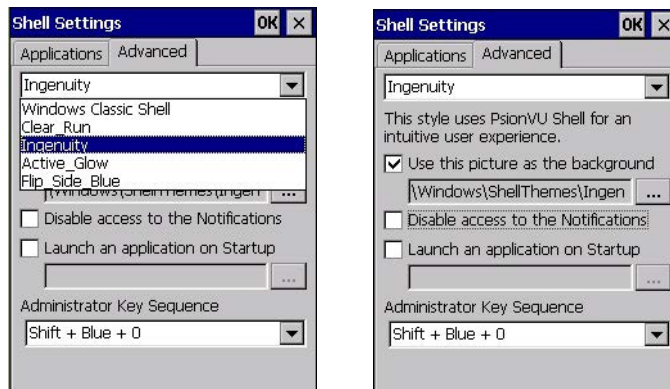 Shell Settings OK ×
Applications Advanced
Ingenuity
Windows Classic Shell
Clear_Run
Ingenuity
Active_Glow
Flip_Side_Blue
\Windows\ShellThemes\Ingen ...
Disable access to the Notifications
Launch an application on Startup
...
Administrator Key Sequence
Shift + Blue + 0
Shell Settings OK ×
Applications Advanced
Ingenuity
This style uses PsionVU Shell for an
intuitive user experience.
Use this picture as the background
\Windows\ShellThemes\Ingen ...
Disable access to the Notifications
Launch an application on Startup
...
Administrator Key Sequence
Shift + Blue + 0